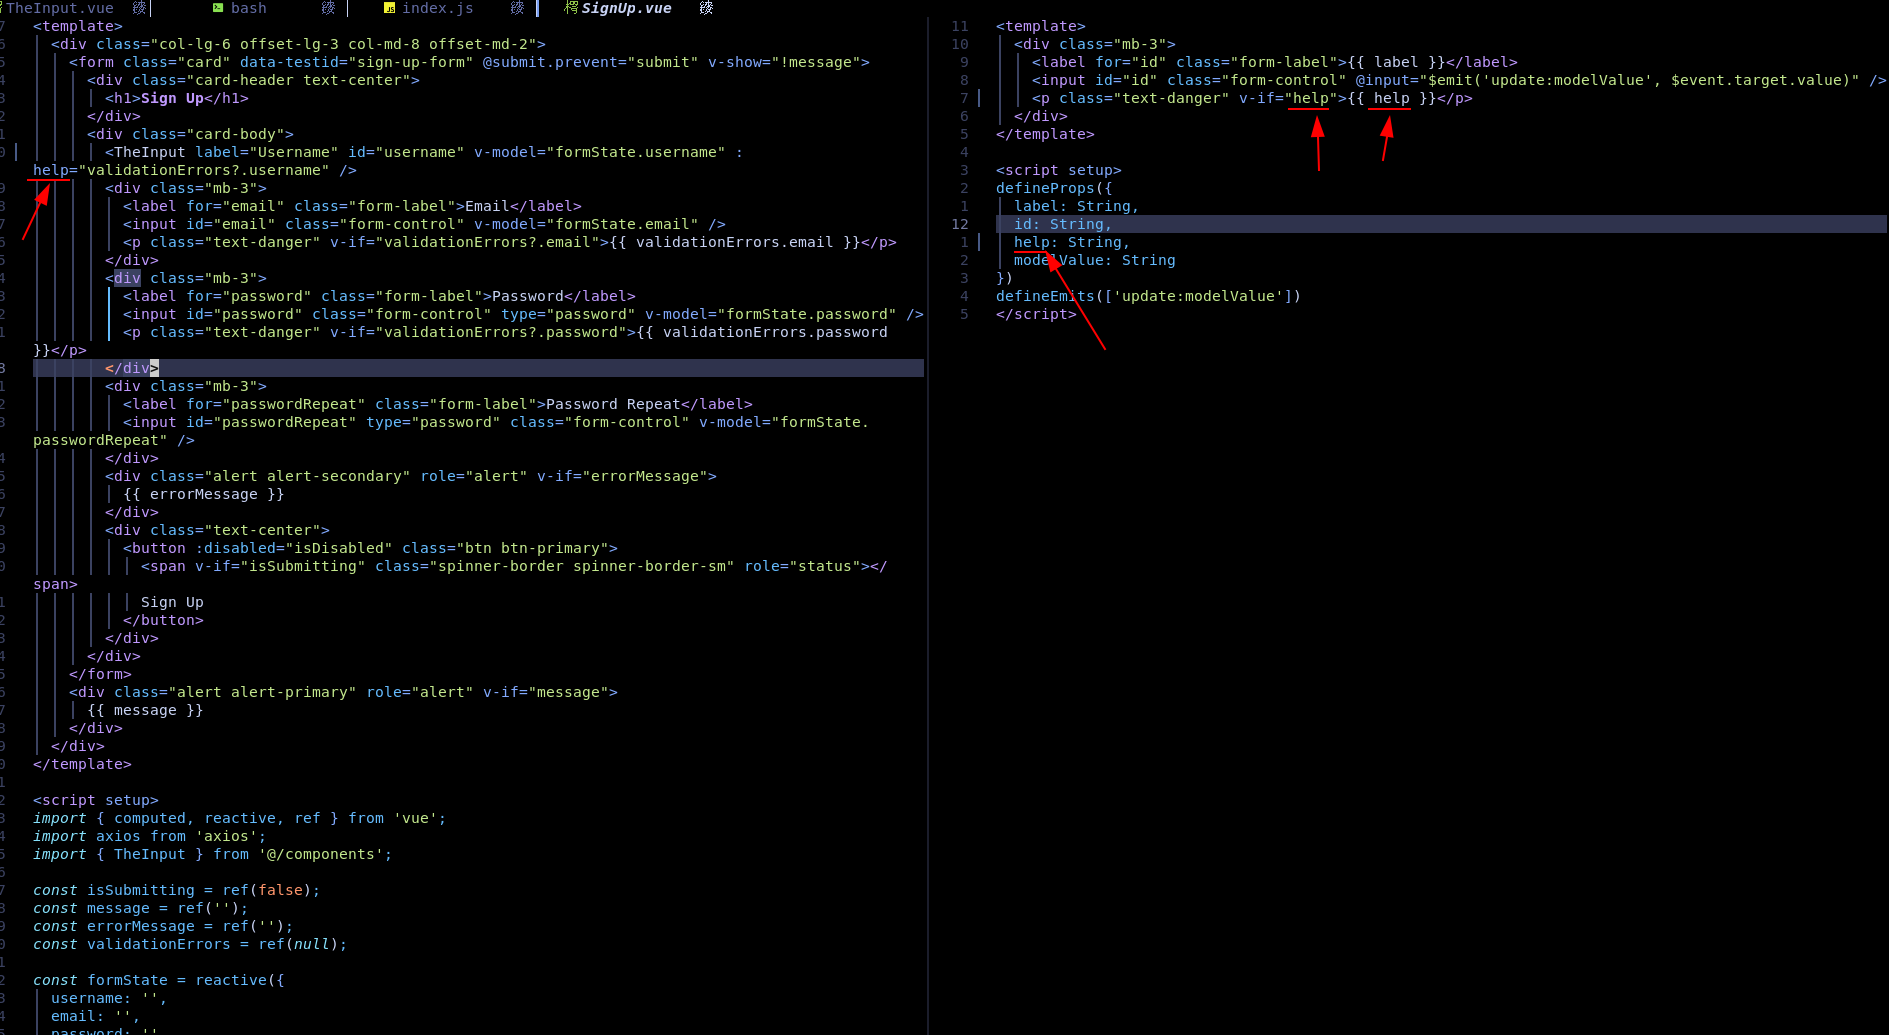 TheInput.vue bash index.js SignUp.vue
<template>
<div class="col-lg-6 offset-lg-3 col-md-8 offset-md-2">
<form class="card" data-testid="sign-up-form" @submit.prevent="submit" v-show="!message">
<div class="card-header text-center">
<h1>Sign Up</h1>
</div>
<div class="card-body">
<TheInput label="Username" id="username" v-model="formState.username" :
help="validationErrors?.username" />
<div class="mb-3">
<label for="email" class="form-label">Email</label>
<input id="email" class="form-control" v-model="formState.email" />
<p class="text-danger" v-if="validationErrors?.email">{{ validationErrors.email }}</p>
</div>
<div class="mb-3">
<label for="password" class="form-label">Password</label>
<input id="password" class="form-control" type="password" v-model="formState.password" />
<p class="text-danger" v-if="validationErrors?.password">{{ validationErrors.password
}}</p>
</div>
<div class="mb-3">
<label for="passwordRepeat" class="form-label">Password Repeat</label>
<input id="passwordRepeat" type="password" class="form-control" v-model="formState.
passwordRepeat" />
</div>
<div class="alert alert-secondary" role="alert" v-if="errorMessage">
{{ errorMessage }}
</div>
<div class="text-center">
<button :disabled="isDisabled" class="btn btn-primary">
<span v-if="isSubmitting" class="spinner-border spinner-border-sm" role="status"></
span>
Sign Up
</button>
</div>
</div>
</form>
<div class="alert alert-primary" role="alert" v-if="message">
{{ message }}
</div>
</div>
</template>
<script setup>
import { computed, reactive, ref } from 'vue';
import axios from 'axios';
import { TheInput } from '@/components';
const isSubmitting = ref(false);
const message = ref('');
const errorMessage = ref('');
const validationErrors = ref(null);
const formState = reactive({
username: '',
email: '',
password: ''
11 <template>
10 <div class="mb-3">
9 <label for="id" class="form-label">{{ label }}</label>
8 <input id="id" class="form-control" @input="$emit('update:modelValue', $event.target.value)" />
7 <p class="text-danger" v-if="help">{{ help }}</p>
6 </div>
5 </template>
4
3 <script setup>
2 defineProps({
1 label: String,
12 id: String,
1 help: String,
2 modelValue: String
3 })
4 defineEmits(['update:modelValue'])
5 </script>